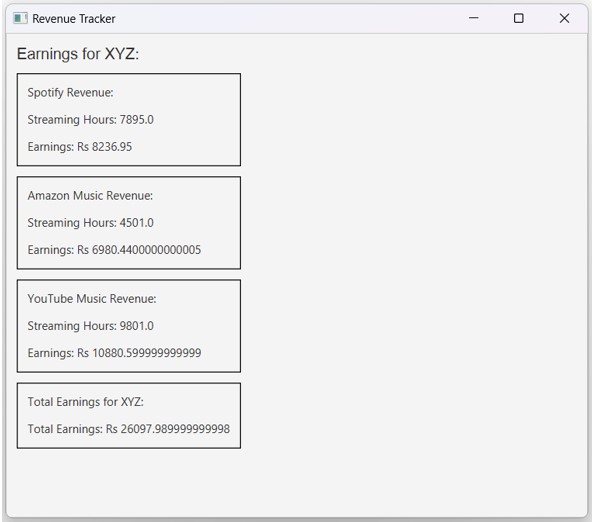 Revenue Tracker
Earnings for XYZ:
Spotify Revenue:
Streaming Hours: 7895.0
Earnings: Rs 8236.95
Amazon Music Revenue:
Streaming Hours: 4501.0
Earnings: Rs 6980.4400000000005
YouTube Music Revenue:
Streaming Hours: 9801.0
Earnings: Rs 10880.599999999999
Total Earnings for XYZ:
Total Earnings: Rs 26097.989999999998